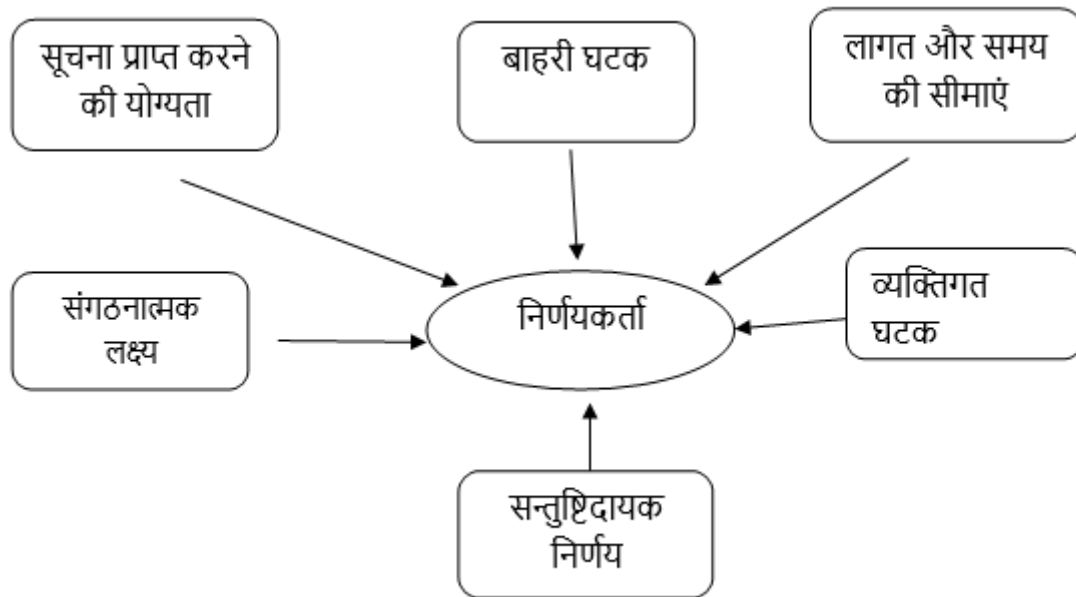 सूचना प्राप्त करने
की योग्यता
बाहरी घटक
लागत और समय
की सीमाएं
संगठनात्मक
लक्ष्य
निर्णयकर्ता
व्यक्तिगत
घटक
सन्तुष्टिदायक
निर्णय